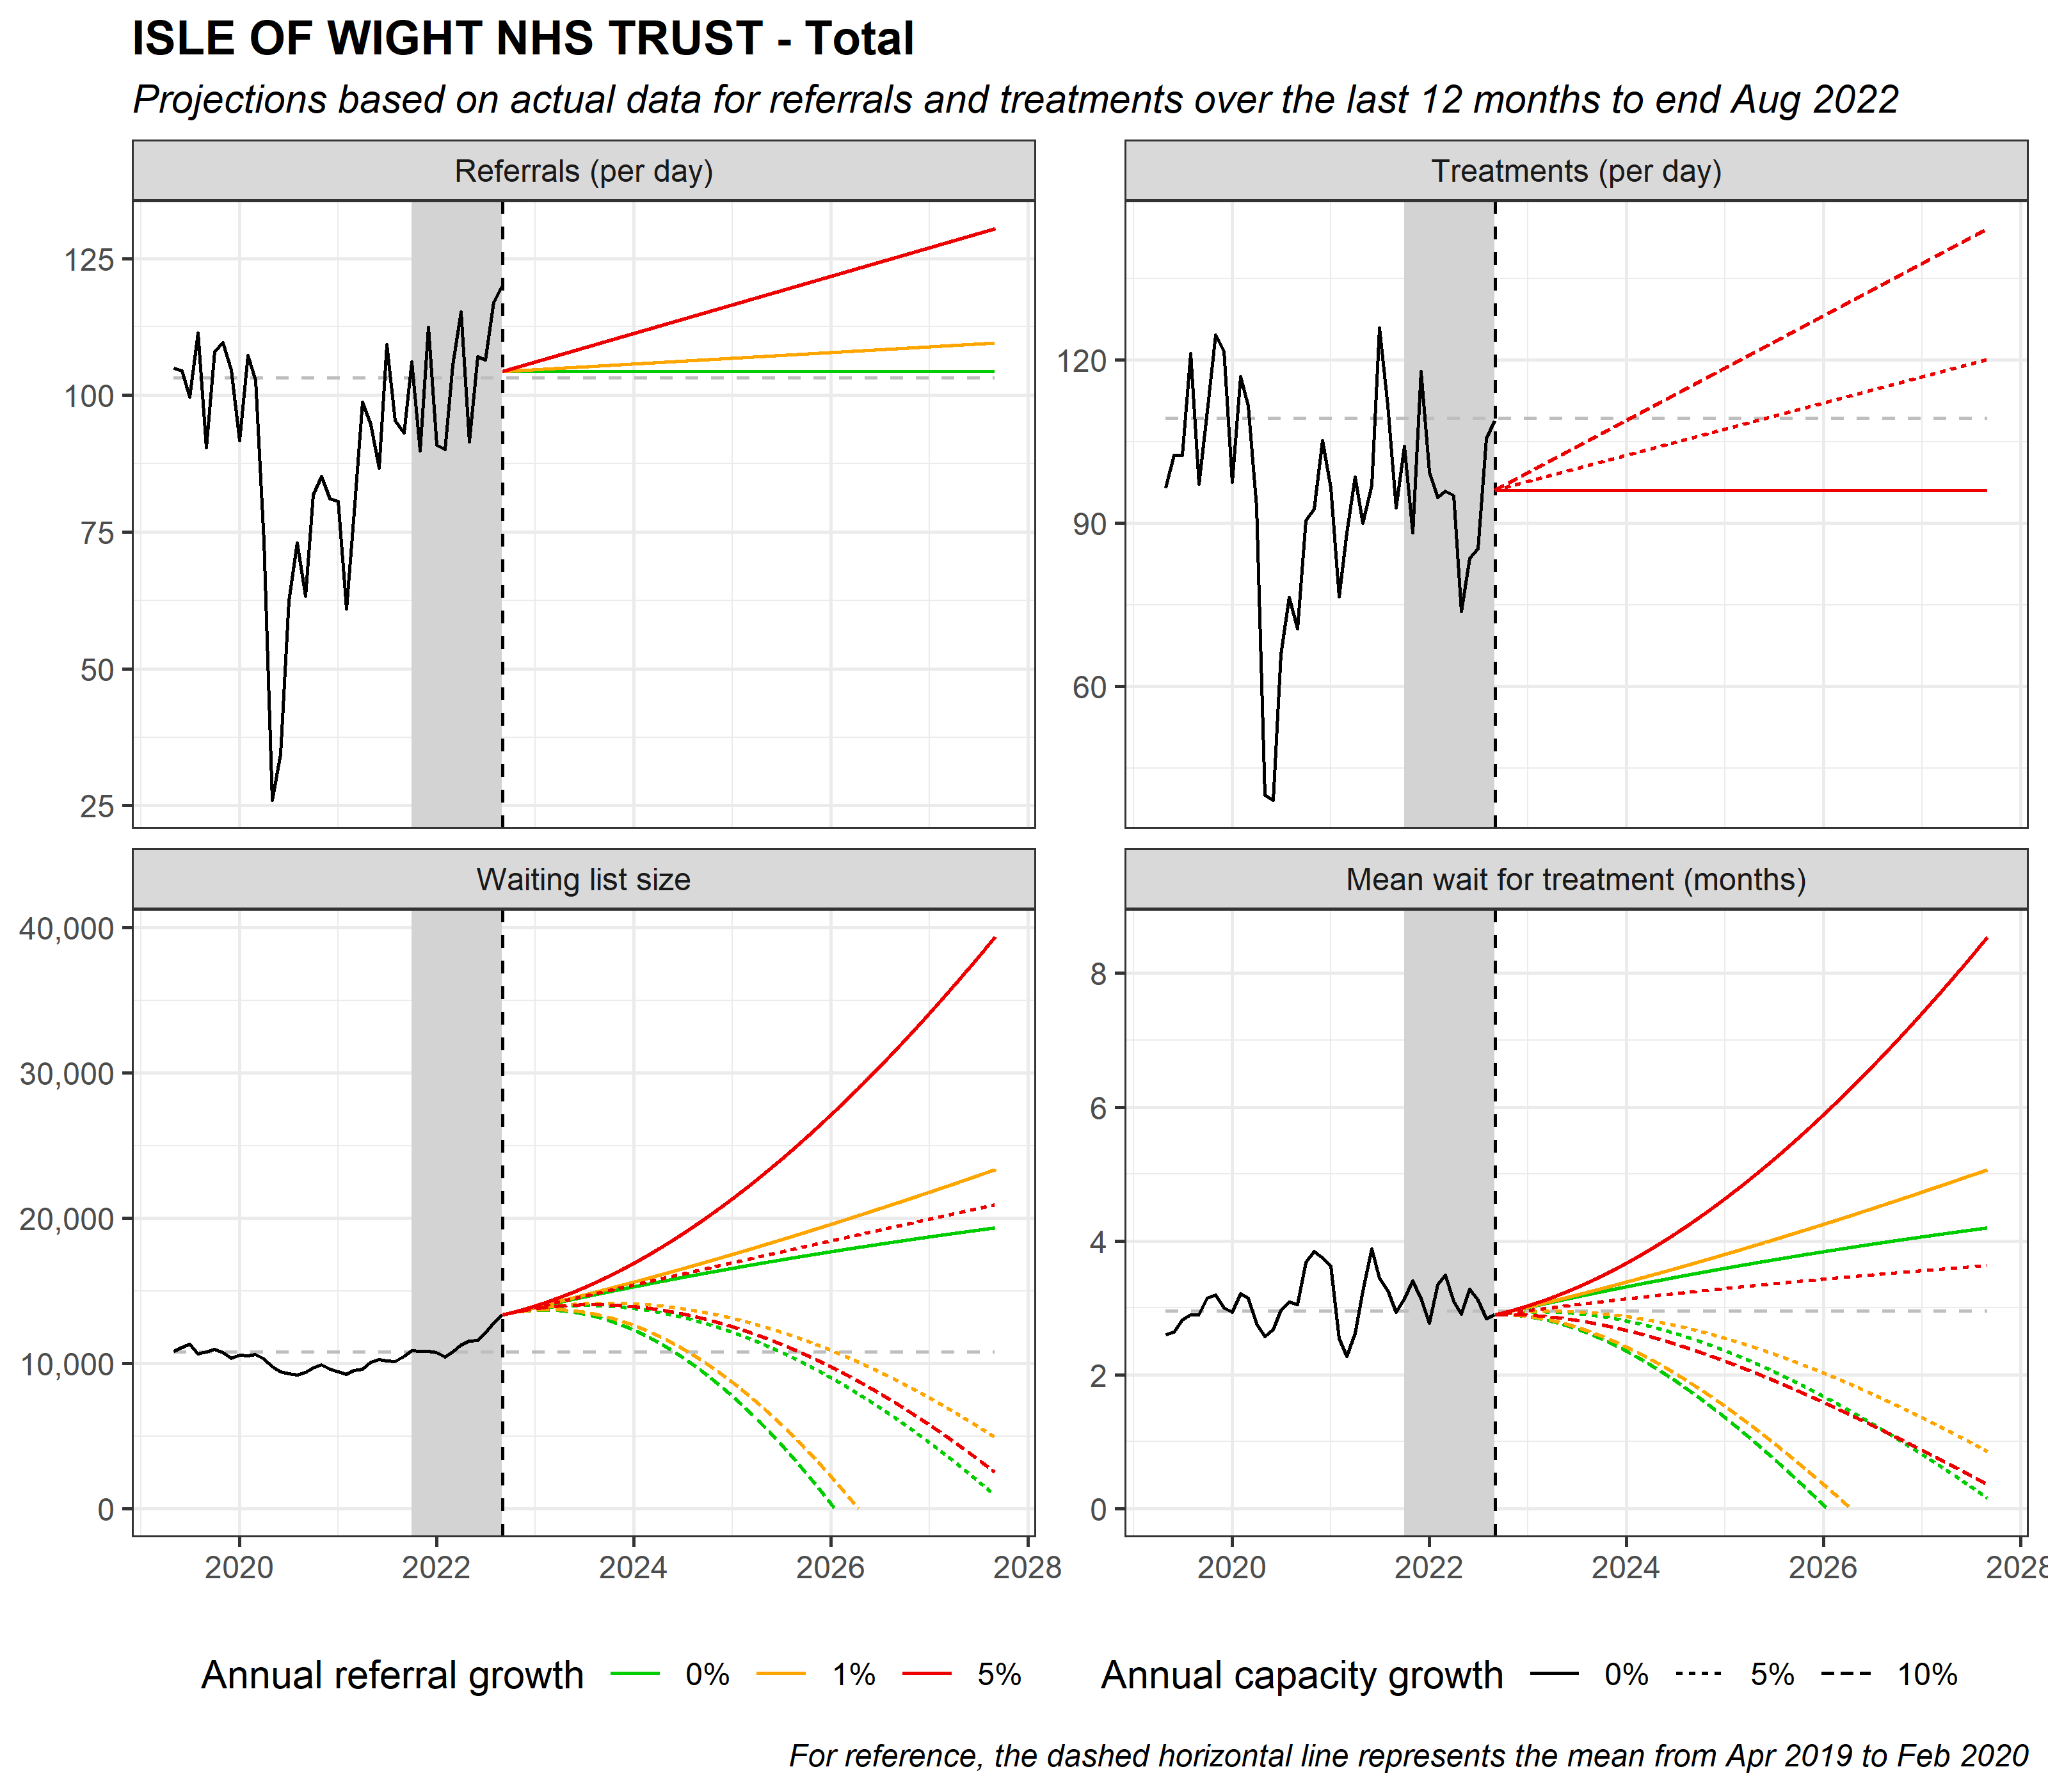 ISLE OF WIGHT NHS TRUST - Total
Projections based on actual data for referrals and treatments over the last 12 months to end Aug 2022
Referrals (per day)
125
100
75
50
25
Treatments (per day)
120
90
60
Waiting list size
40,000
30,000
20,000
10,000
0
2020 2022 2024 2026 2028
Mean wait for treatment (months)
8
6
4
2
0
2020 2022 2024 2026 2028
Annual referral growth 0% 1% 5%
Annual capacity growth 0% 5% 10%
For reference, the dashed horizontal line represents the mean from Apr 2019 to Feb 2020